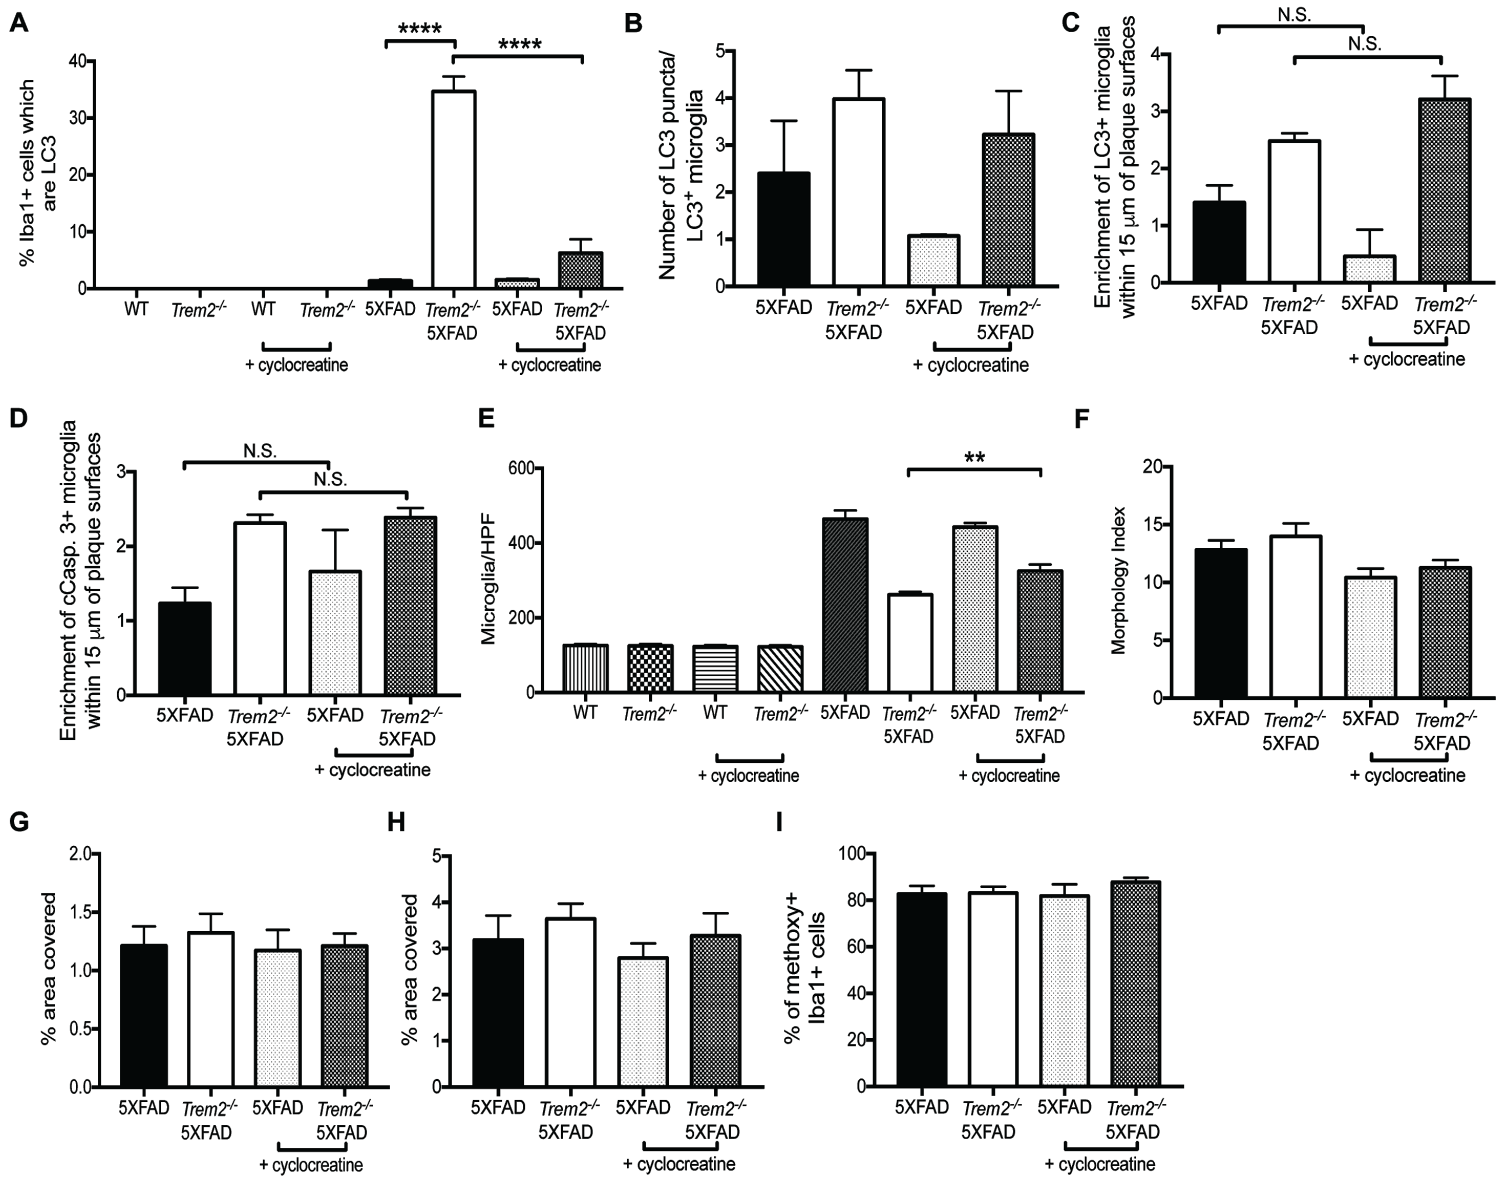 A
% Iba1+ cells which
are LC3
40
30
20
10
0
****
****
WT
Trem2-/-
WT
Trem2-/-
5XFAD
Trem2-/-
5XFAD
5XFAD
Trem2-/-
5XFAD
+ cyclocreatine
+ cyclocreatine
B
Number of LC3 puncta/
LC3+ microglia
5
4
3
2
1
0
5XFAD
Trem2-/-
5XFAD
5XFAD
Trem2-/-
5XFAD
+ cyclocreatine
C
Enrichment of LC3+ microglia
within 15 μm of plaque surfaces
4
3
2
1
0
N.S.
N.S.
5XFAD
Trem2-/-
5XFAD
5XFAD
Trem2-/-
5XFAD
+ cyclocreatine
D
Enrichment of cCasp. 3+ microglia
within 15 μm of plaque surfaces
3
2
1
0
N.S.
N.S.
5XFAD
Trem2-/-
5XFAD
5XFAD
Trem2-/-
5XFAD
+ cyclocreatine
E
Microglia/HPF
600
400
200
0
**
WT
Trem2-/-
WT
Trem2-/-
5XFAD
Trem2-/-
5XFAD
5XFAD
Trem2-/-
5XFAD
+ cyclocreatine
+ cyclocreatine
F
Morphology Index
20
15
10
5
0
5XFAD
Trem2-/-
5XFAD
5XFAD
Trem2-/-
5XFAD
+ cyclocreatine
G
% area covered
2.0
1.5
1.0
0.5
0.0
5XFAD
Trem2-/-
5XFAD
5XFAD
Trem2-/-
5XFAD
+ cyclocreatine
H
% area covered
5
4
3
2
1
0
5XFAD
Trem2-/-
5XFAD
5XFAD
Trem2-/-
5XFAD
+ cyclocreatine
I
% of methoxy+
Iba1+ cells
100
80
60
40
20
0
5XFAD
Trem2-/-
5XFAD
5XFAD
Trem2-/-
5XFAD
+ cyclocreatine